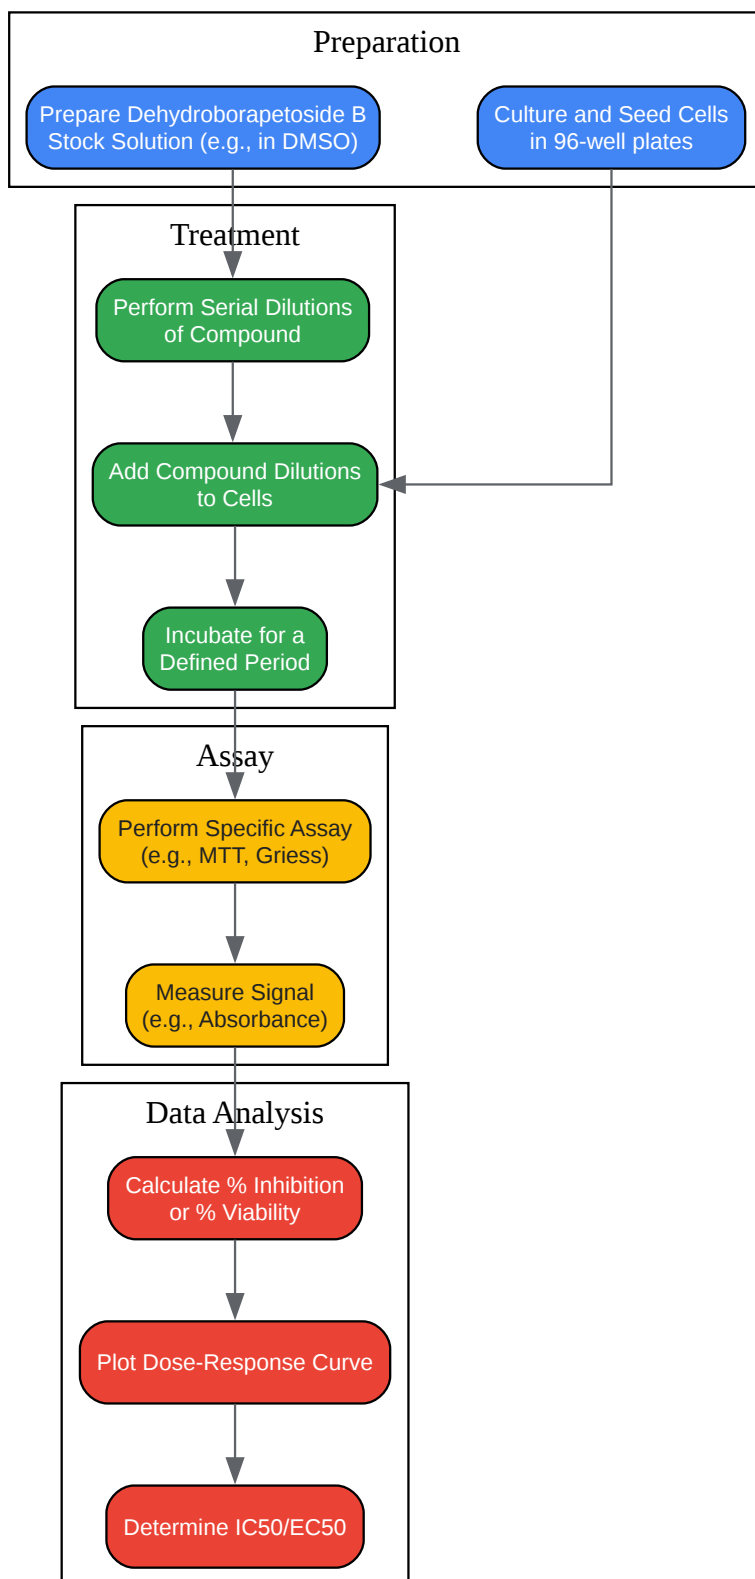 Preparation
Prepare Dehydroborapetoside B
Stock Solution (e.g., in DMSO)
Culture and Seed Cells
in 96-well plates
Treatment
Perform Serial Dilutions
of Compound
Add Compound Dilutions
to Cells
Incubate for a
Defined Period
Assay
Perform Specific Assay
(e.g., MTT, Griess)
Measure Signal
(e.g., Absorbance)
Data Analysis
Calculate % Inhibition
or % Viability
Plot Dose-Response Curve
Determine IC50/EC50